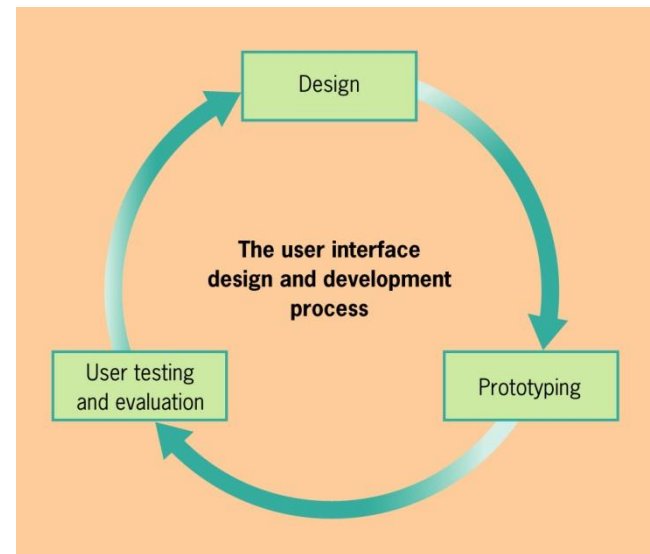 Design
The user interface
design and development
process
User testing
and evaluation
Prototyping